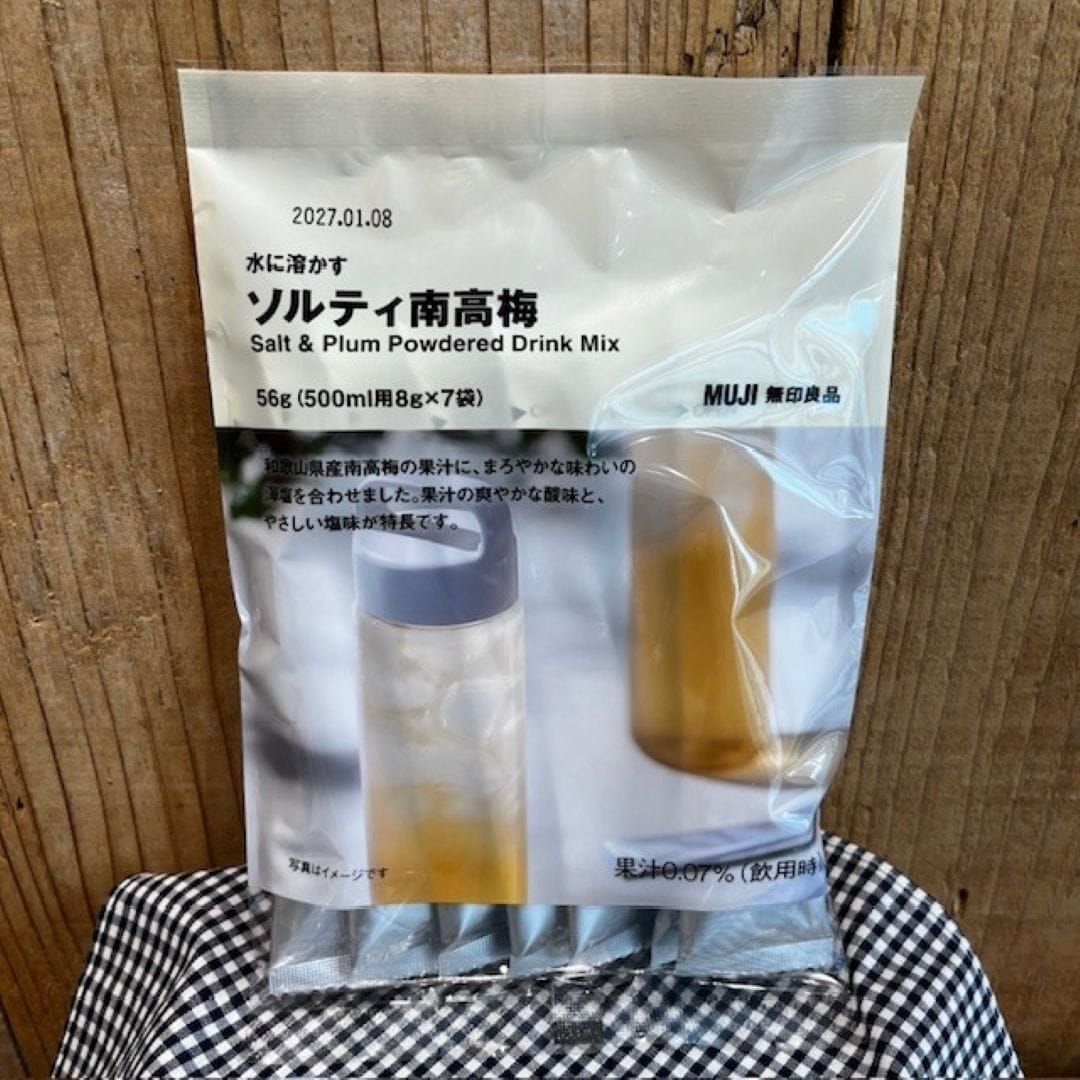 2027.01.08
水に溶かす
ソルティ南高梅
Salt & Plum Powdered Drink Mix
56g（500ml用8g×7袋）
MUJI 無印良品
和歌山県産南高梅の果汁に、まろやかな味わいの
海塩を合わせました。果汁の爽やかな酸味と、
やさしい塩味が特長です。
写真はイメージです
果汁0.07%（飲用時）